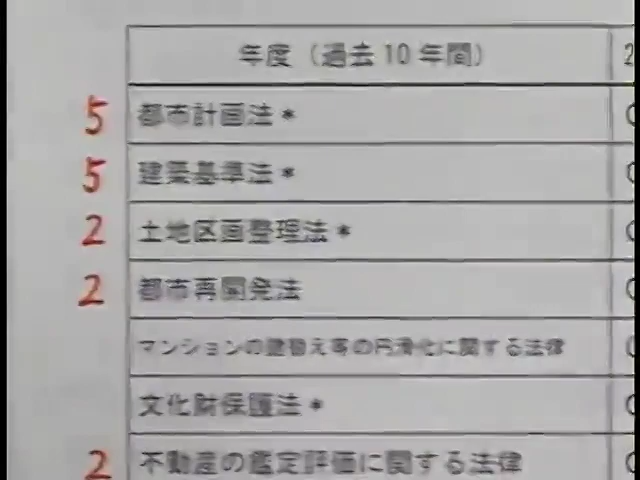 年度（過去10年間） 2
5 都市計画法*
5 建築基準法*
2 土地区画整理法*
2 都市再開発法
マンションの建替え等の円滑化に関する法律
文化財保護法*
2 不動産の鑑定評価に関する法律